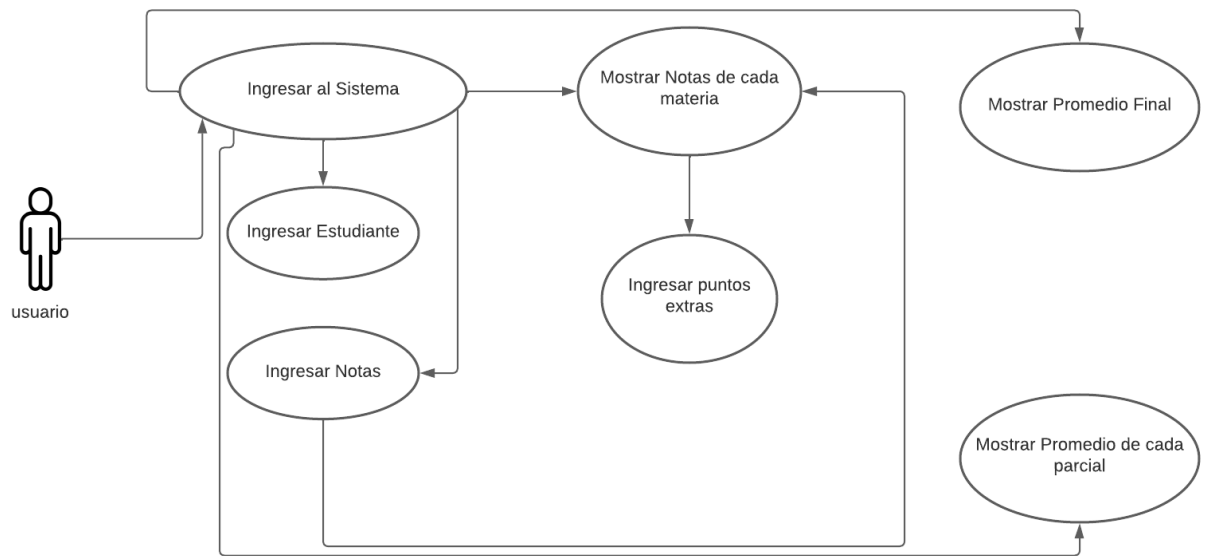 Ingresar al Sistema
Mostrar Notas de cada
materia
Mostrar Promedio Final
Ingresar Estudiante
usuario
Ingresar puntos
extras
Ingresar Notas
Mostrar Promedio de cada
parcial